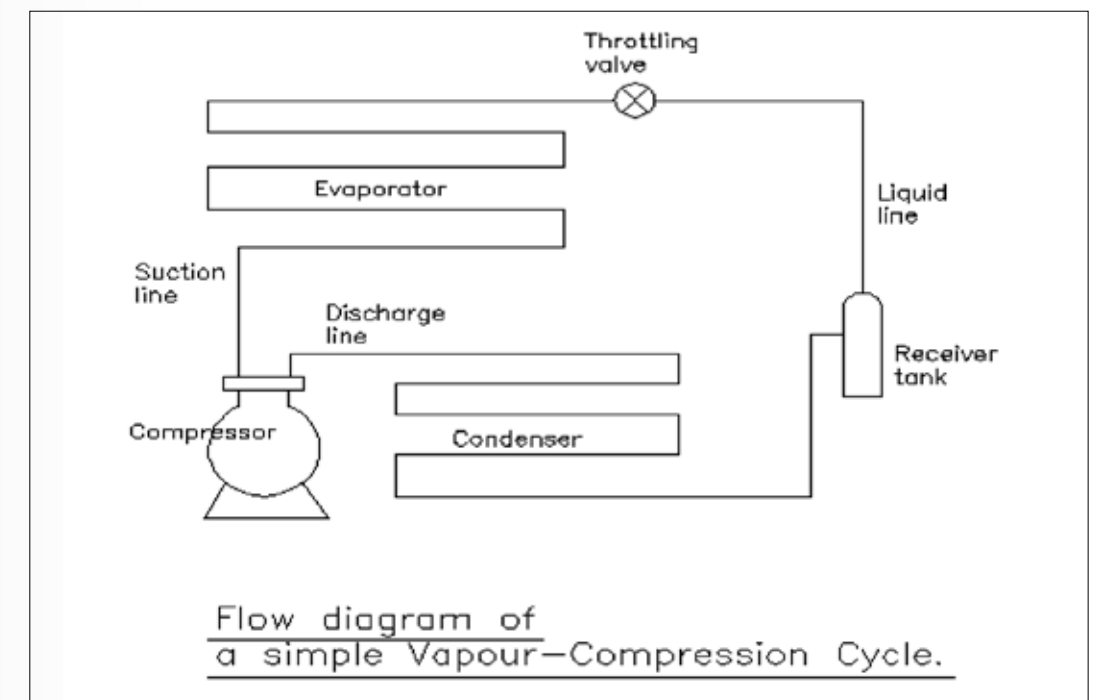 Throttling
valve
Evaporator
Liquid
line
Suction
line
Discharge
line
Receiver
tank
Compressor
Condenser
Flow diagram of
a simple Vapour-Compression Cycle.